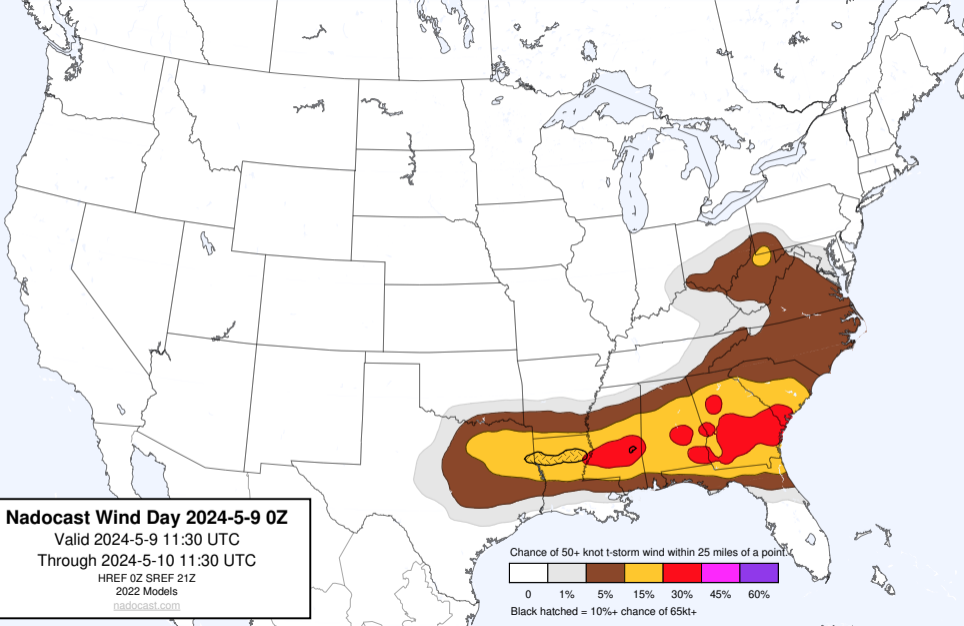 Nadocast Wind Day 2024-5-9 0Z
Valid 2024-5-9 11:30 UTC
Through 2024-5-10 11:30 UTC
HREF 0Z SREF 21Z
2022 Models
nadocast.com
Chance of 50+ knot t-storm wind within 25 miles of a point.
0 1% 5% 15% 30% 45% 60%
Black hatched = 10%+ chance of 65kt+